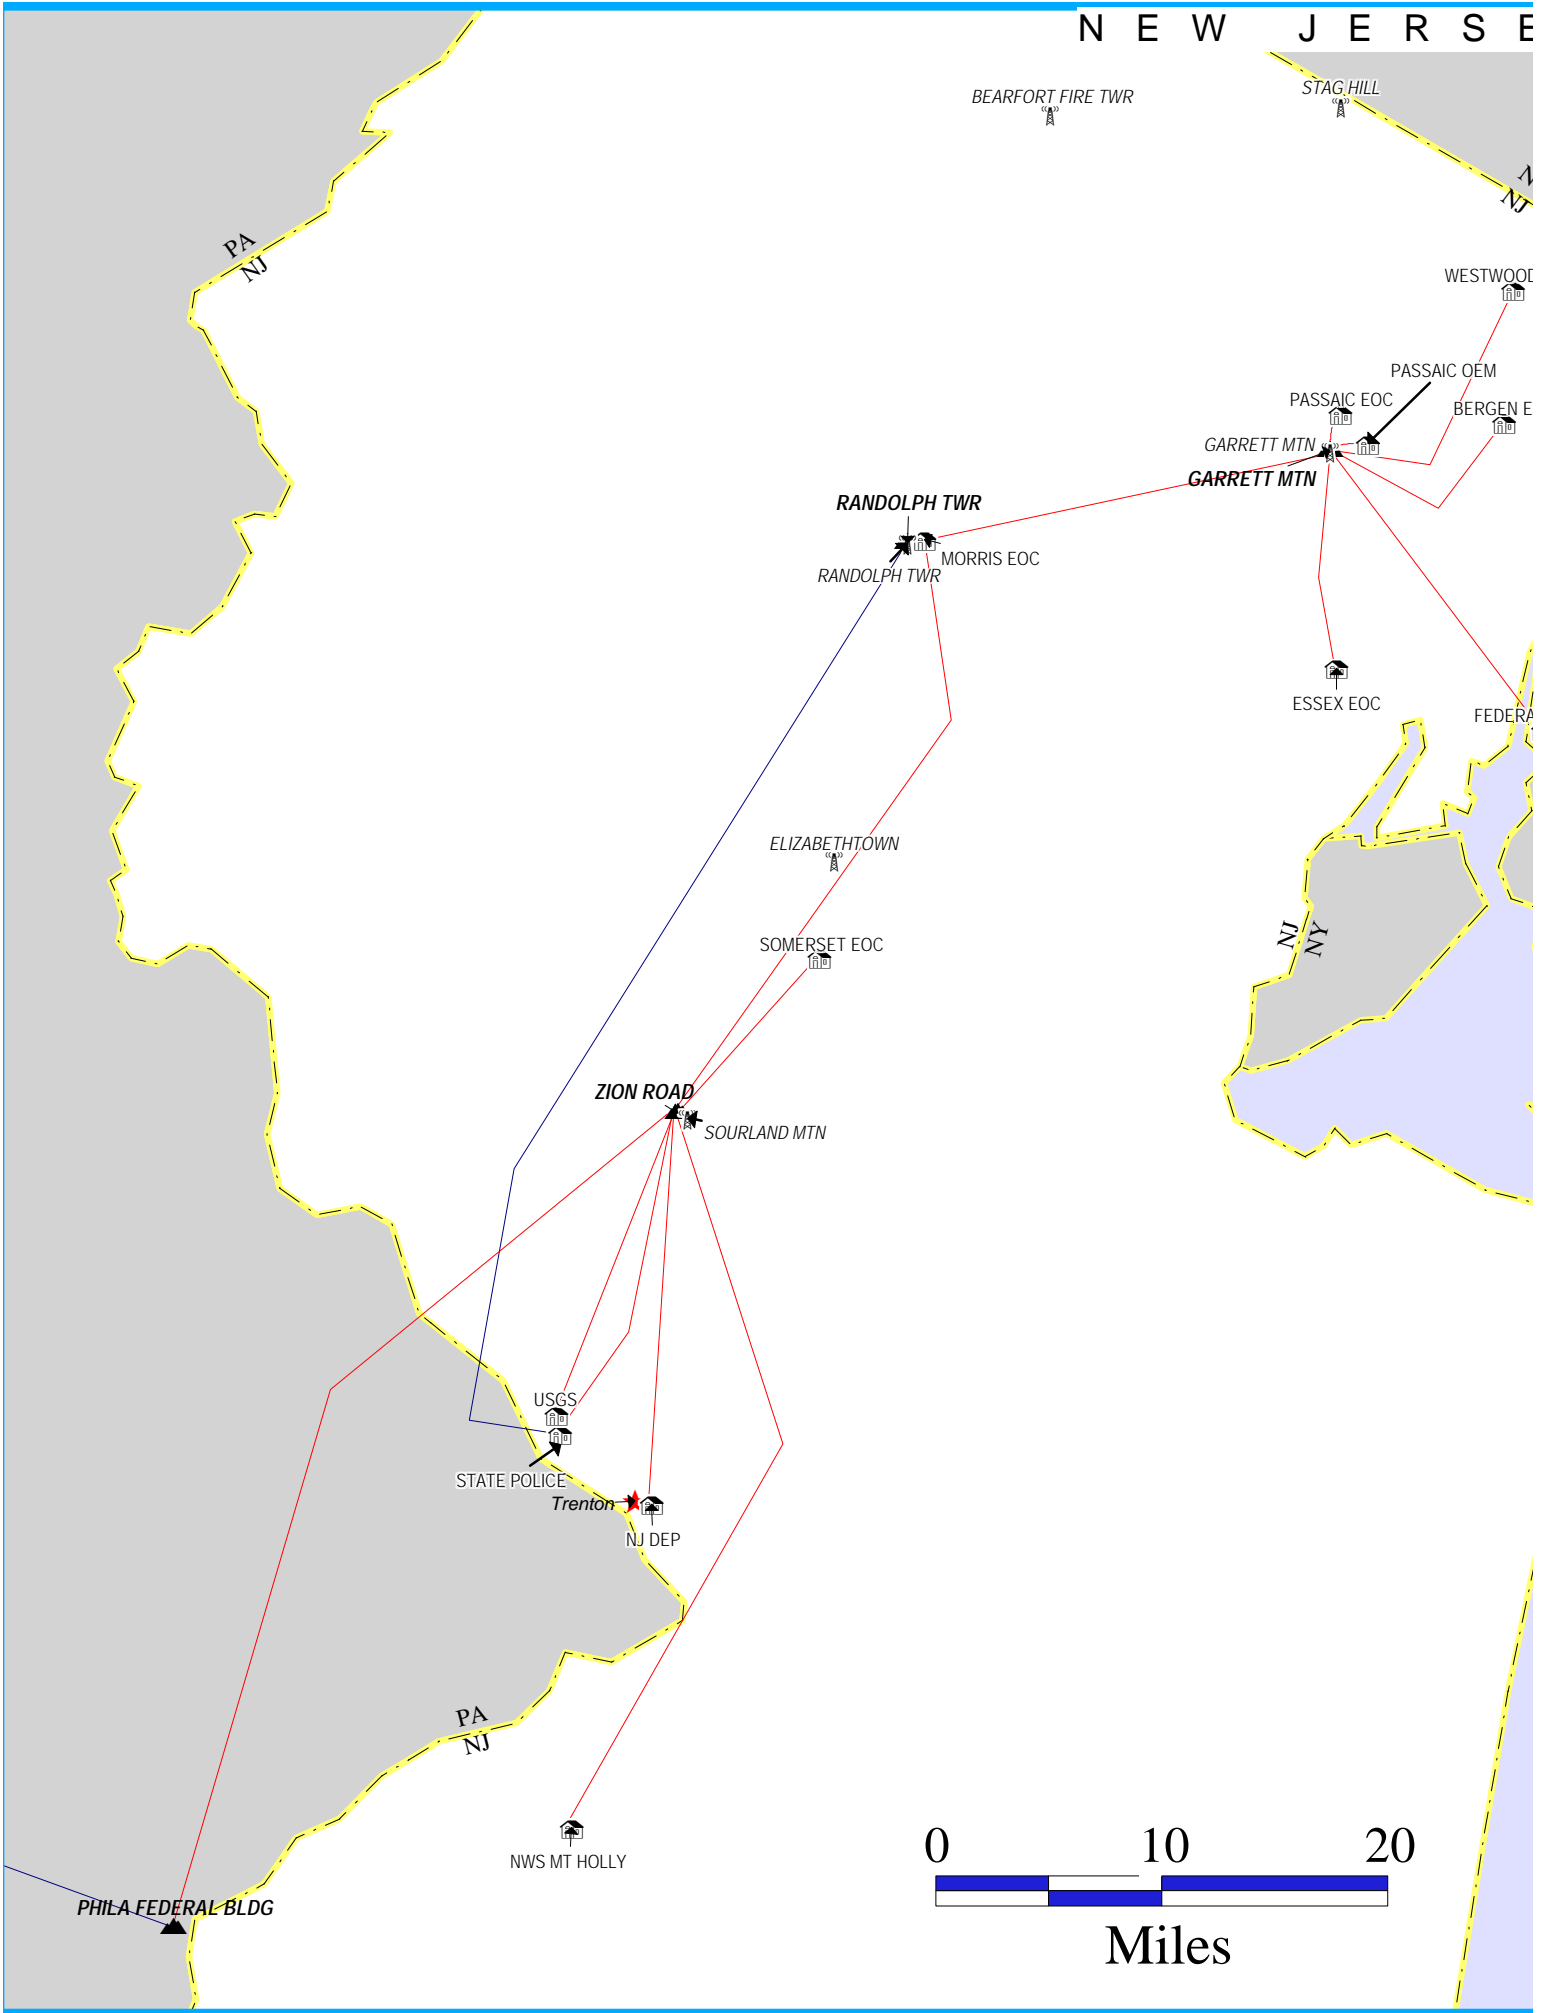 N E W J E R S E
BEARFORT FIRE TWR
STAG HILL
NJ
PA
NJ
WESTWOOD
PASSAIC OEM
PASSAIC EOC
BERGEN E
GARRETT MTN
GARRETT MTN
RANDOLPH TWR
MORRIS EOC
RANDOLPH TWR
ESSEX EOC
FEDERA
ELIZABETHTOWN
NJ
NY
SOMERSET EOC
ZION ROAD
SOURLAND MTN
USGS
STATE POLICE
Trenton
NJ DEP
PA
NJ
NWS MT HOLLY
PHILA FEDERAL BLDG
0 10 20
Miles